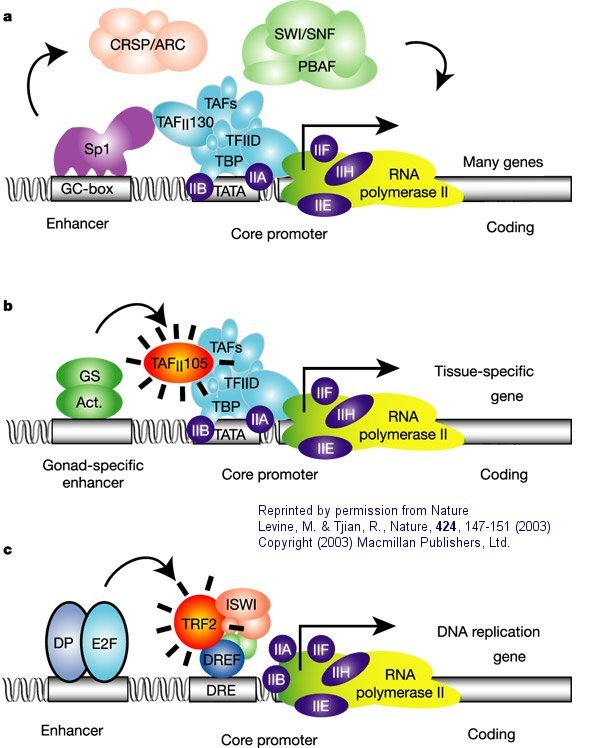 a
CRSP/ARC
SWI/SNF
PBAF
TAFs
TAFII130
TFIID
TBP
Sp1
IIF
IIA
IIH
RNA
polymerase II
Many genes
IIB
TATA
IIE
GC-box
Enhancer
Core promoter
Coding
b
TAFs
TAFII105
TFIID
TBP
GS
Act.
IIF
IIA
IIH
RNA
polymerase II
Tissue-specific
gene
IIB
TATA
IIE
Gonad-specific
enhancer
Core promoter
Coding
Reprinted by permission from Nature
Levine, M. & Tjian, R., Nature, 424, 147-151 (2003)
Copyright (2003) Macmillan Publishers, Ltd.
c
ISWI
TRF2
DP
E2F
DREF
IIA
IIF
IIH
RNA
polymerase II
DNA replication
gene
IIB
IIE
DRE
Enhancer
Core promoter
Coding